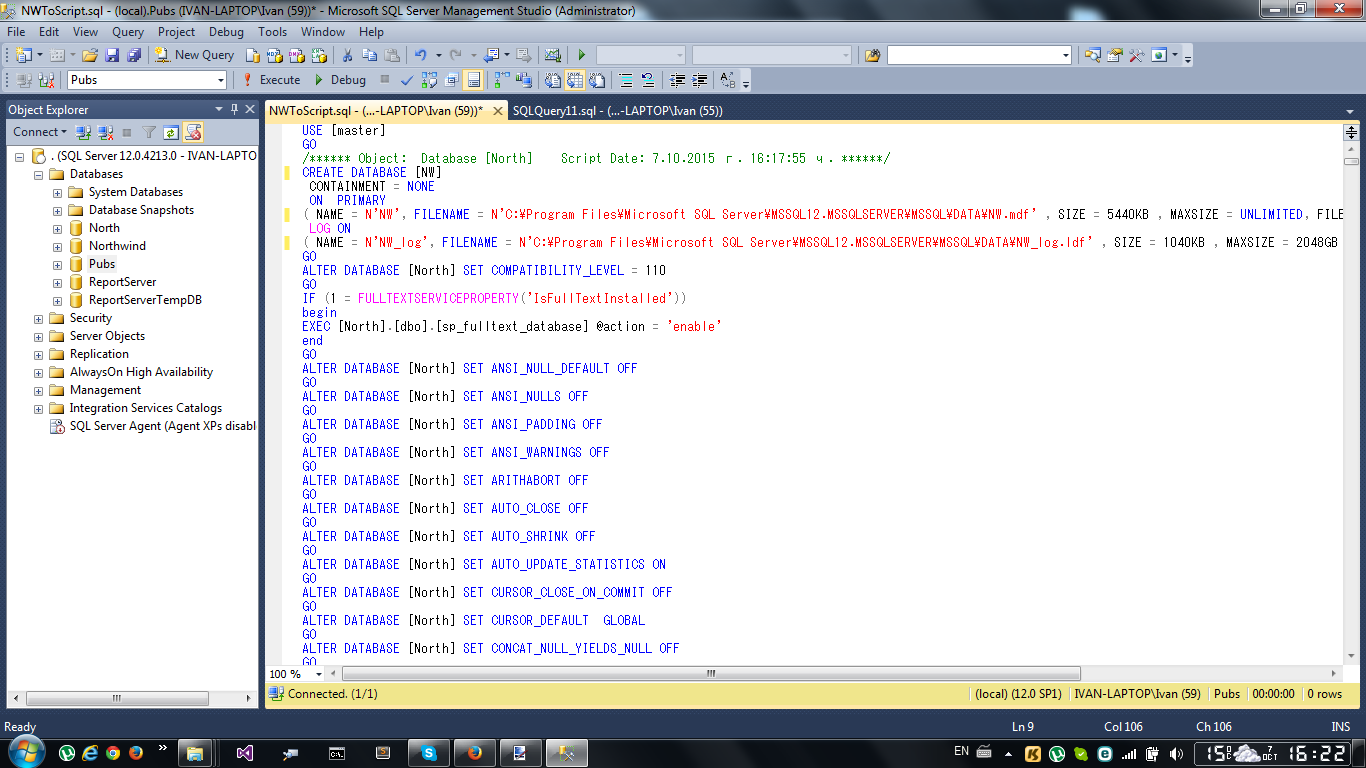 NWToScript.sql - (local).Pubs (IVAN-LAPTOP\Ivan (59))* - Microsoft SQL Server Management Studio (Administrator)
File Edit View Query Project Debug Tools Window Help
New Query
Pubs Execute Debug
Object Explorer
Connect
. (SQL Server 12.0.4213.0 - IVAN-LAPTO
Databases
System Databases
Database Snapshots
North
Northwind
Pubs
ReportServer
ReportServerTempDB
Security
Server Objects
Replication
AlwaysOn High Availability
Management
Integration Services Catalogs
SQL Server Agent (Agent XPs disabl
NWToScript.sql - (...-LAPTOP\Ivan (59))* SQLQuery11.sql - (...-LAPTOP\Ivan (55))
USE [master]
GO
/****** Object:  Database [North]    Script Date: 7.10.2015 г. 16:17:55 ч. ******/
CREATE DATABASE [NW]
CONTAINMENT = NONE
ON  PRIMARY
( NAME = N'NW', FILENAME = N'C:¥Program Files¥Microsoft SQL Server¥MSSQL12.MSSQLSERVER¥MSSQL¥DATA¥NW.mdf' , SIZE = 5440KB , MAXSIZE = UNLIMITED, FILE
LOG ON
( NAME = N'NW_log', FILENAME = N'C:¥Program Files¥Microsoft SQL Server¥MSSQL12.MSSQLSERVER¥MSSQL¥DATA¥NW_log.ldf' , SIZE = 1040KB , MAXSIZE = 2048GB
GO
ALTER DATABASE [North] SET COMPATIBILITY_LEVEL = 110
GO
IF (1 = FULLTEXTSERVICEPROPERTY('IsFullTextInstalled'))
begin
EXEC [North].[dbo].[sp_fulltext_database] @action = 'enable'
end
GO
ALTER DATABASE [North] SET ANSI_NULL_DEFAULT OFF
GO
ALTER DATABASE [North] SET ANSI_NULLS OFF
GO
ALTER DATABASE [North] SET ANSI_PADDING OFF
GO
ALTER DATABASE [North] SET ANSI_WARNINGS OFF
GO
ALTER DATABASE [North] SET ARITHABORT OFF
GO
ALTER DATABASE [North] SET AUTO_CLOSE OFF
GO
ALTER DATABASE [North] SET AUTO_SHRINK OFF
GO
ALTER DATABASE [North] SET AUTO_UPDATE_STATISTICS ON
GO
ALTER DATABASE [North] SET CURSOR_CLOSE_ON_COMMIT OFF
GO
ALTER DATABASE [North] SET CURSOR_DEFAULT  GLOBAL
GO
ALTER DATABASE [North] SET CONCAT_NULL_YIELDS_NULL OFF
GO
100 %
Connected. (1/1) (local) (12.0 SP1) IVAN-LAPTOP\Ivan (59) Pubs 00:00:00 0 rows
Ready Ln 9 Col 106 Ch 106 INS
EN 7 OCT 16:22